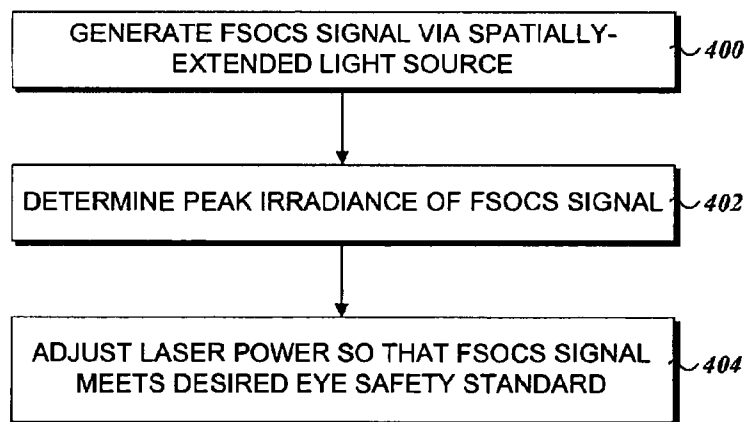 GENERATE FSOCS SIGNAL VIA SPATIALLY-
EXTENDED LIGHT SOURCE
400
DETERMINE PEAK IRRADIANCE OF FSOCS SIGNAL
402
ADJUST LASER POWER SO THAT FSOCS SIGNAL
MEETS DESIRED EYE SAFETY STANDARD
404